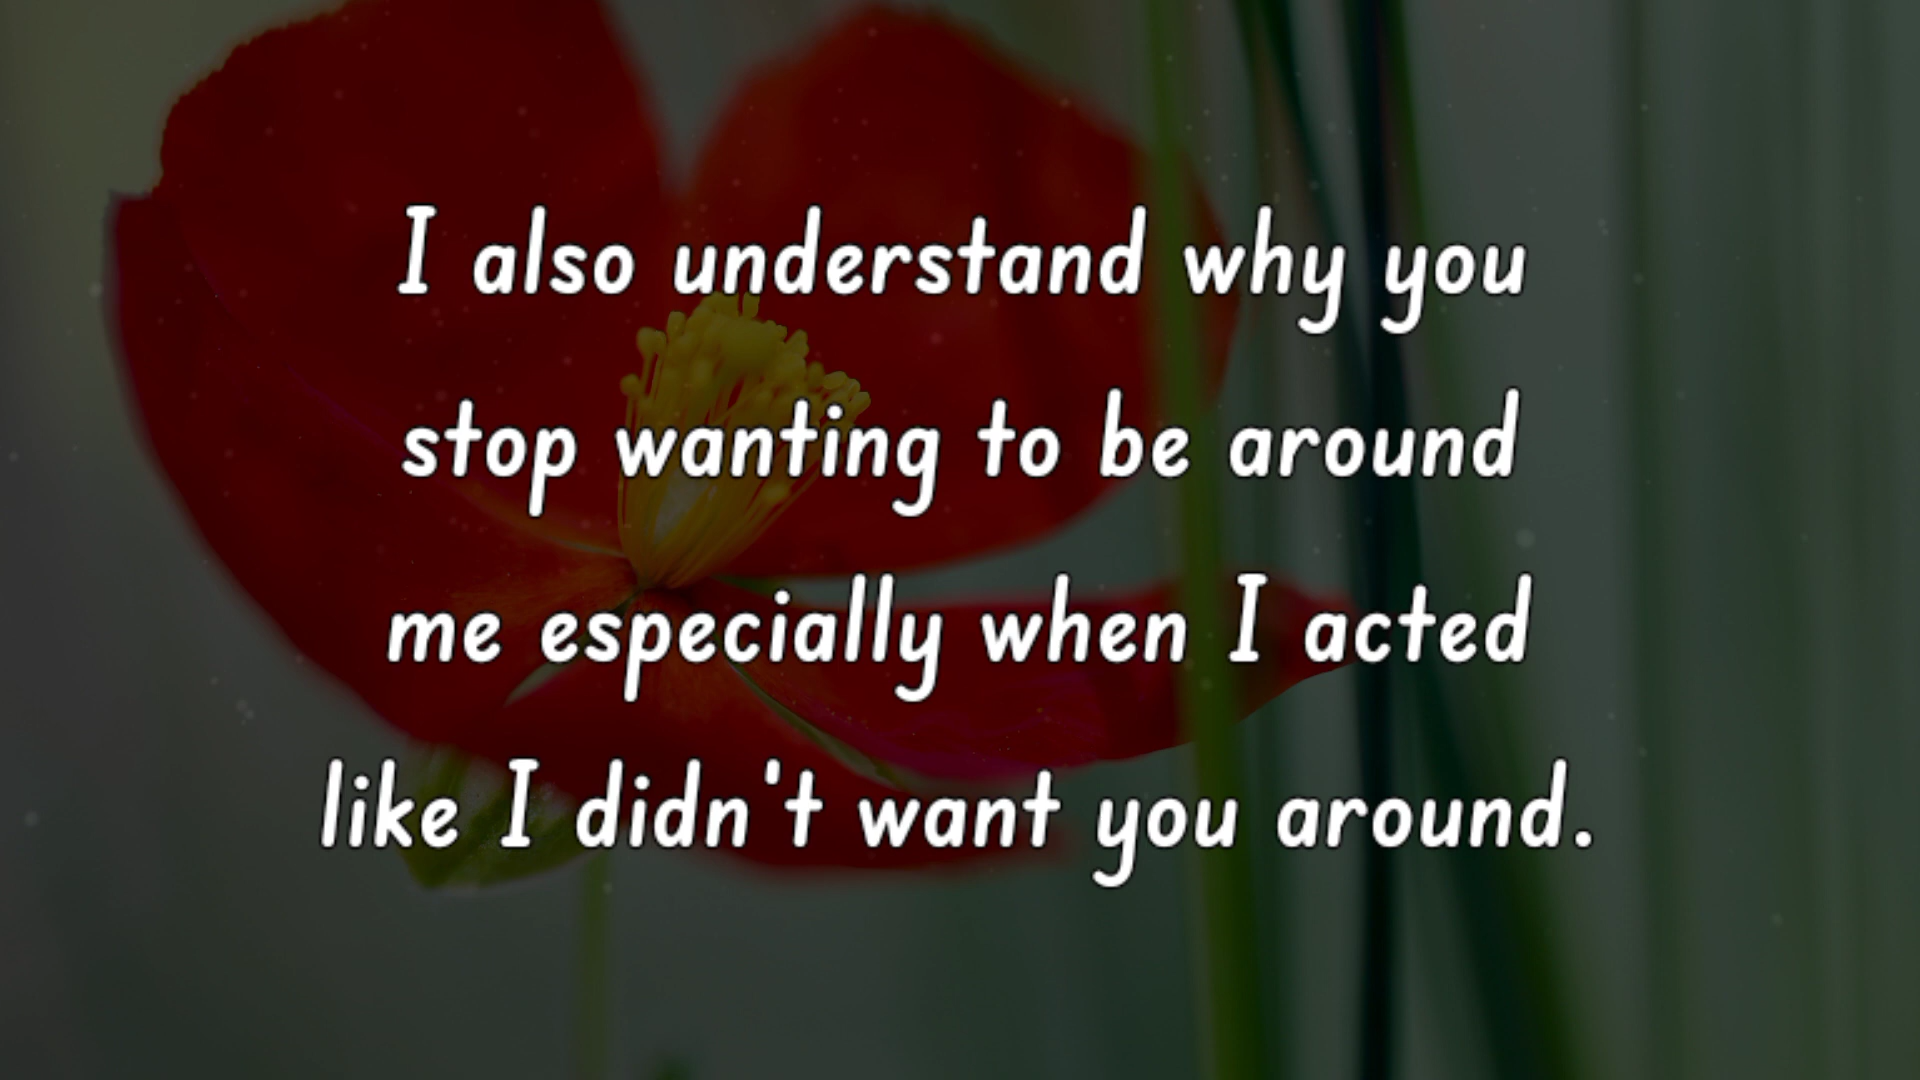 I also understand why you
stop wanting to be around
me especially when I acted
like I didn't want you around.